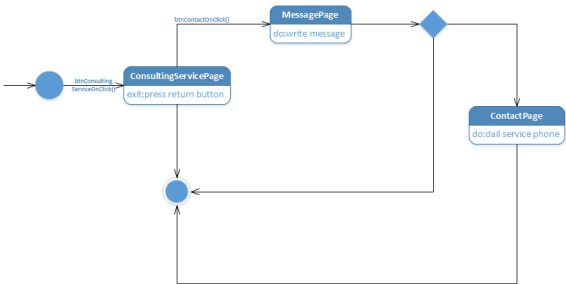 MessagePage
btnContactOnClick()
do:write message
ConsultingServicePage
btnConsulting
ServiceOnClick()
exit:press return button
ContactPage
do:dail service phone